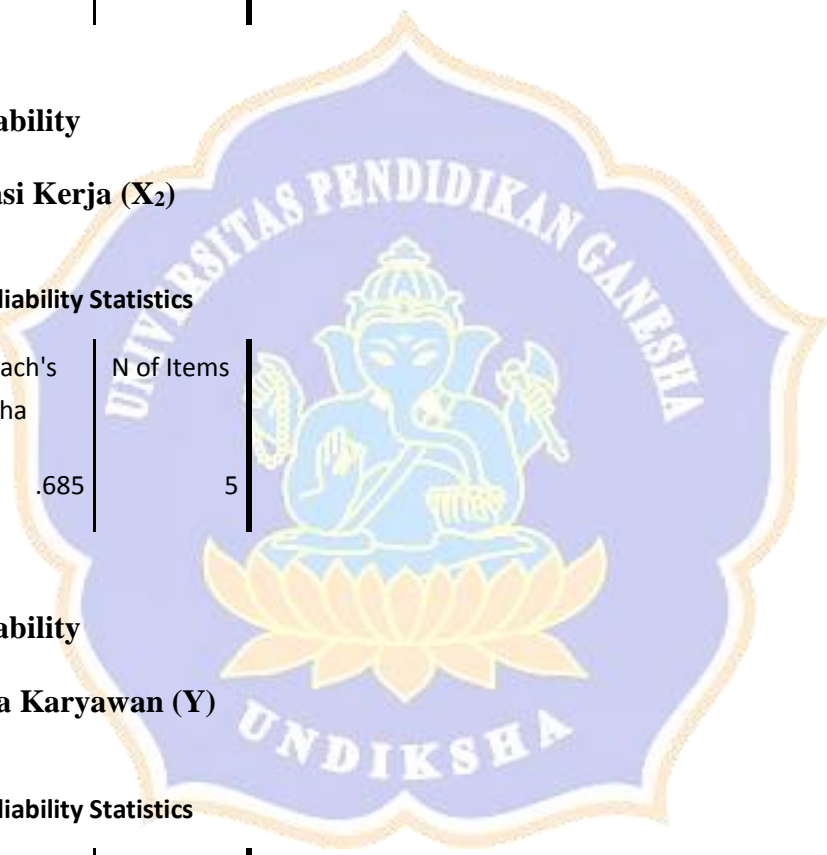 ability
asi Kerja (X₂)
liability Statistics
ach's N of Items
ha
.685 5
ability
a Karyawan (Y)
liability Statistics
UNIVERSITAS PENDIDIKAN GANESHA
UNDIKSHA